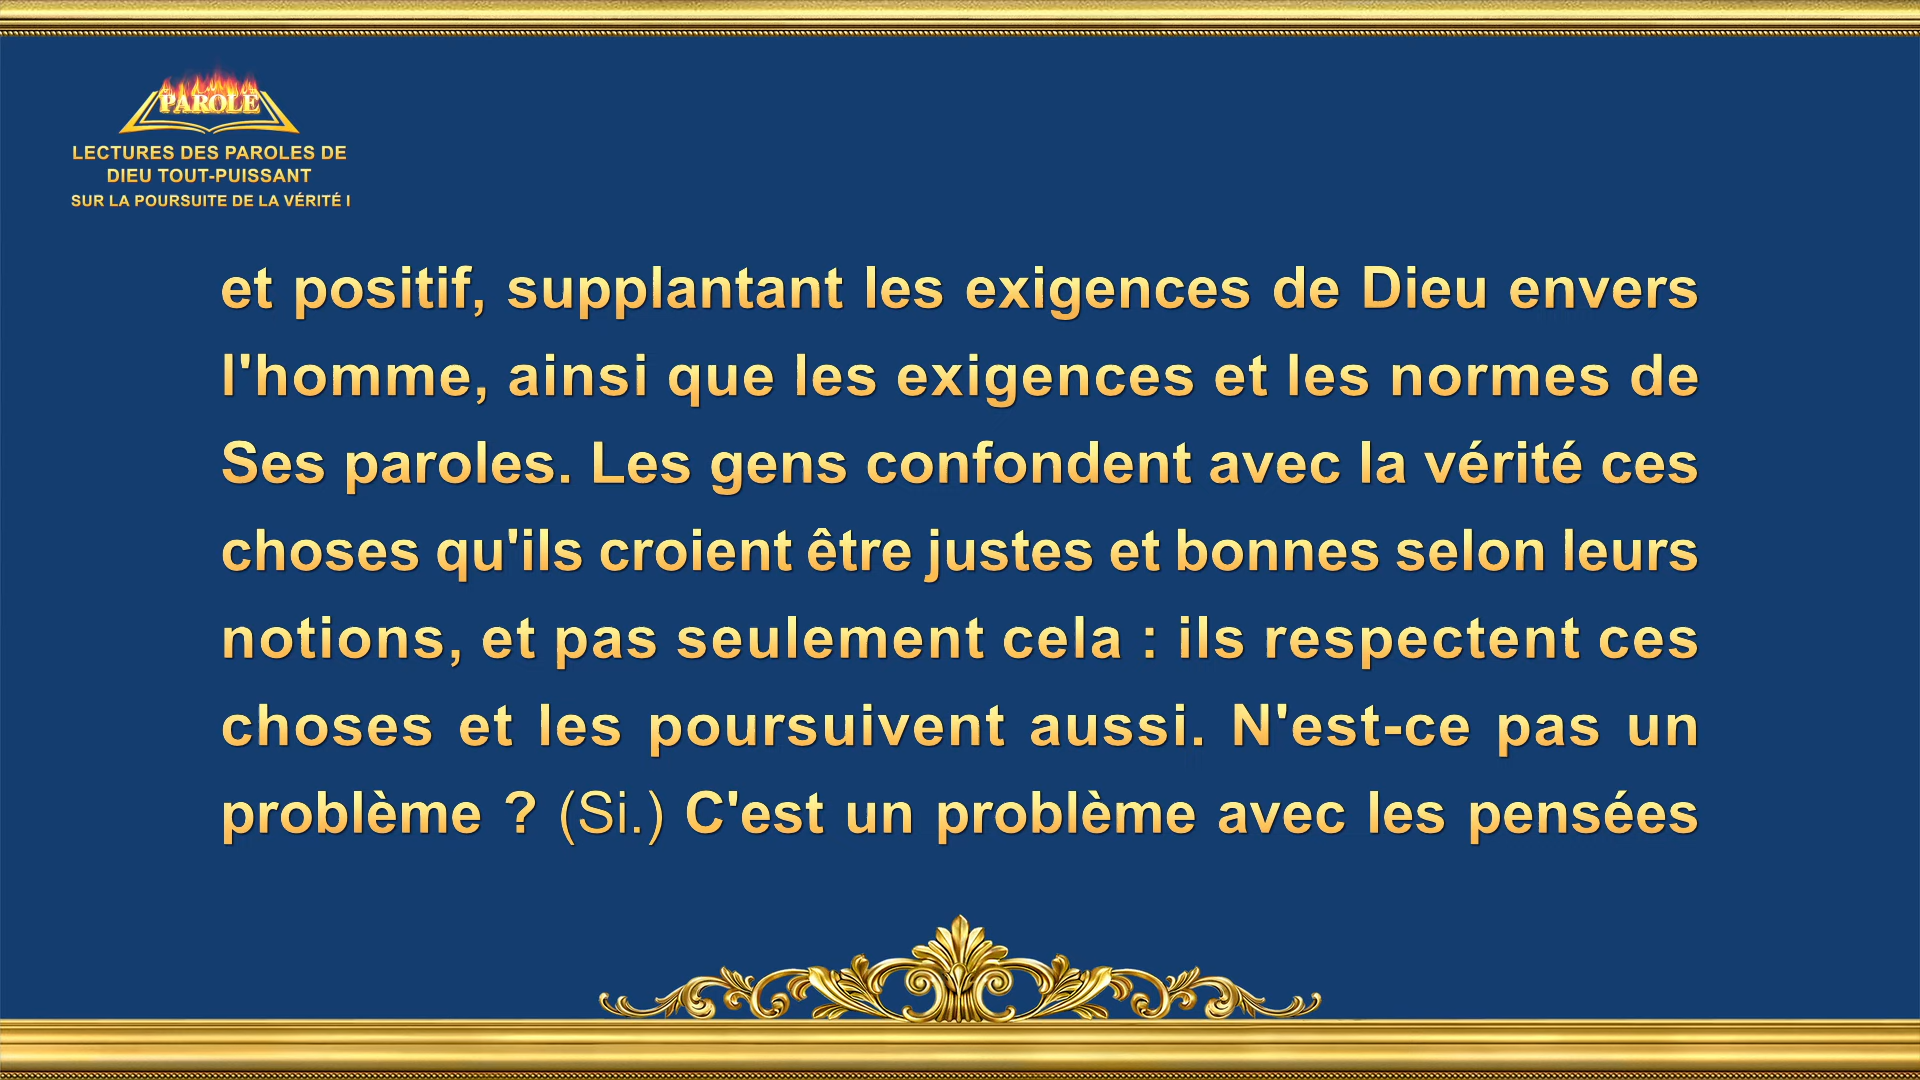 PAROLE
LECTURES DES PAROLES DE
DIEU TOUT-PUISSANT
SUR LA POURSUITE DE LA VÉRITÉ I
et positif, supplantant les exigences de Dieu envers
l'homme, ainsi que les exigences et les normes de
Ses paroles. Les gens confondent avec la vérité ces
choses qu'ils croient être justes et bonnes selon leurs
notions, et pas seulement cela : ils respectent ces
choses et les poursuivent aussi. N'est-ce pas un
problème ? (Si.) C'est un problème avec les pensées